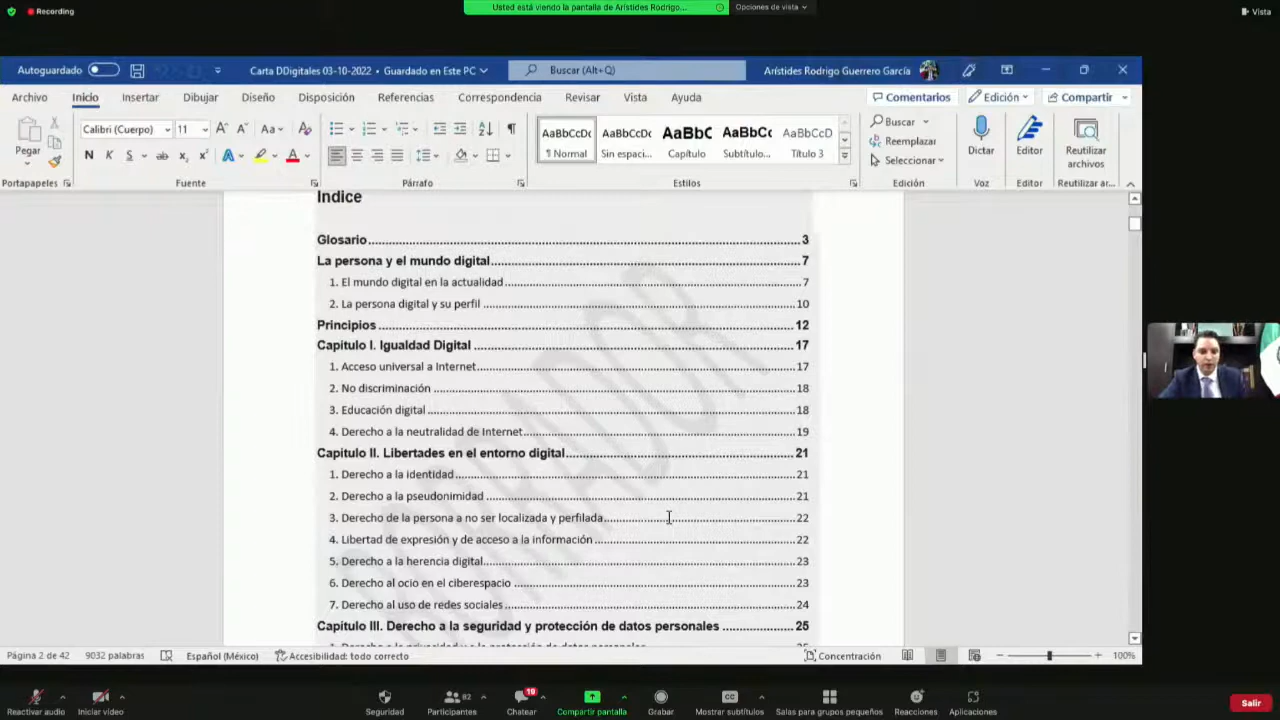 Recording
Usted está viendo la pantalla de Arístides Rodrigo...
Opciones de vista
Vista
Autoguardado
Carta DDigitales 03-10-2022 • Guardado en Este PC
Buscar (Alt+Q)
Arístides Rodrigo Guerrero García
Archivo
Inicio
Insertar
Dibujar
Diseño
Disposición
Referencias
Correspondencia
Revisar
Vista
Ayuda
Comentarios
Edición
Compartir
Pegar
Calibri (Cuerpo)
11
N K S
AaBbCcDc
¶ Normal
AaBbCcDc
Sin espaci...
AaBbC
Capítulo
AaBbCc
Subtítulo...
AaBbCcD
Título 3
Buscar
Reemplazar
Seleccionar
Dictar
Editor
Reutilizar archivos
Portapapeles
Fuente
Párrafo
Estilos
Edición
Voz
Editor
Reutilizar ar...
Índice
Glosario 3
La persona y el mundo digital 7
1. El mundo digital en la actualidad 7
2. La persona digital y su perfil 10
Principios 12
Capítulo I. Igualdad Digital 17
1. Acceso universal a Internet 17
2. No discriminación 18
3. Educación digital 18
4. Derecho a la neutralidad de Internet 19
Capítulo II. Libertades en el entorno digital 21
1. Derecho a la identidad 21
2. Derecho a la pseudonimidad 21
3. Derecho de la persona a no ser localizada y perfilada 22
4. Libertad de expresión y de acceso a la información 22
5. Derecho a la herencia digital 23
6. Derecho al ocio en el ciberespacio 23
7. Derecho al uso de redes sociales 24
Capítulo III. Derecho a la seguridad y protección de datos personales 25
BORRADOR
Página 2 de 42
9032 palabras
Español (México)
Accesibilidad: todo correcto
Concentración
100%
Reactivar audio
Iniciar video
Seguridad
82
Participantes
Chatear
Compartir pantalla
Grabar
Mostrar subtítulos
Salas para grupos pequeños
Reacciones
Aplicaciones
Salir